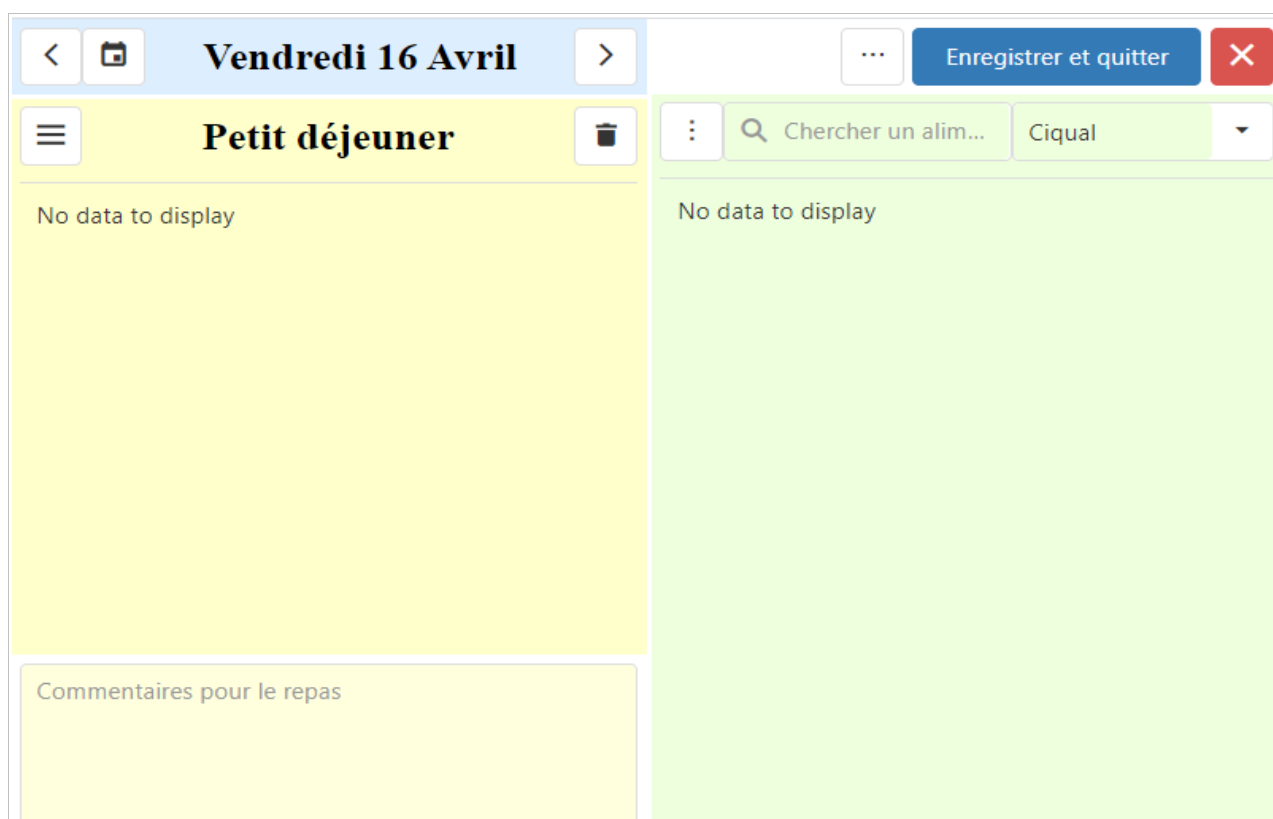 Vendredi 16 Avril
... Enregistrer et quitter
Petit déjeuner
Chercher un alim... Ciqual
No data to display
No data to display
Commentaires pour le repas